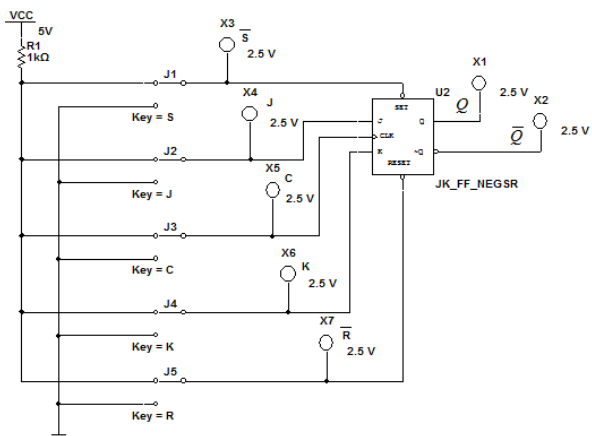 VCC
5V
R1
1kΩ
X3
S
2.5 V
J1
Key = S
X4
J
2.5 V
J2
Key = J
X5
C
2.5 V
J3
Key = C
X6
K
2.5 V
J4
Key = K
X7
R
2.5 V
J5
Key = R
U2
SET
J
Q
CLK
K
~Q
RESET
JK_FF_NEGSR
X1
Q
2.5 V
X2
Q̅
2.5 V